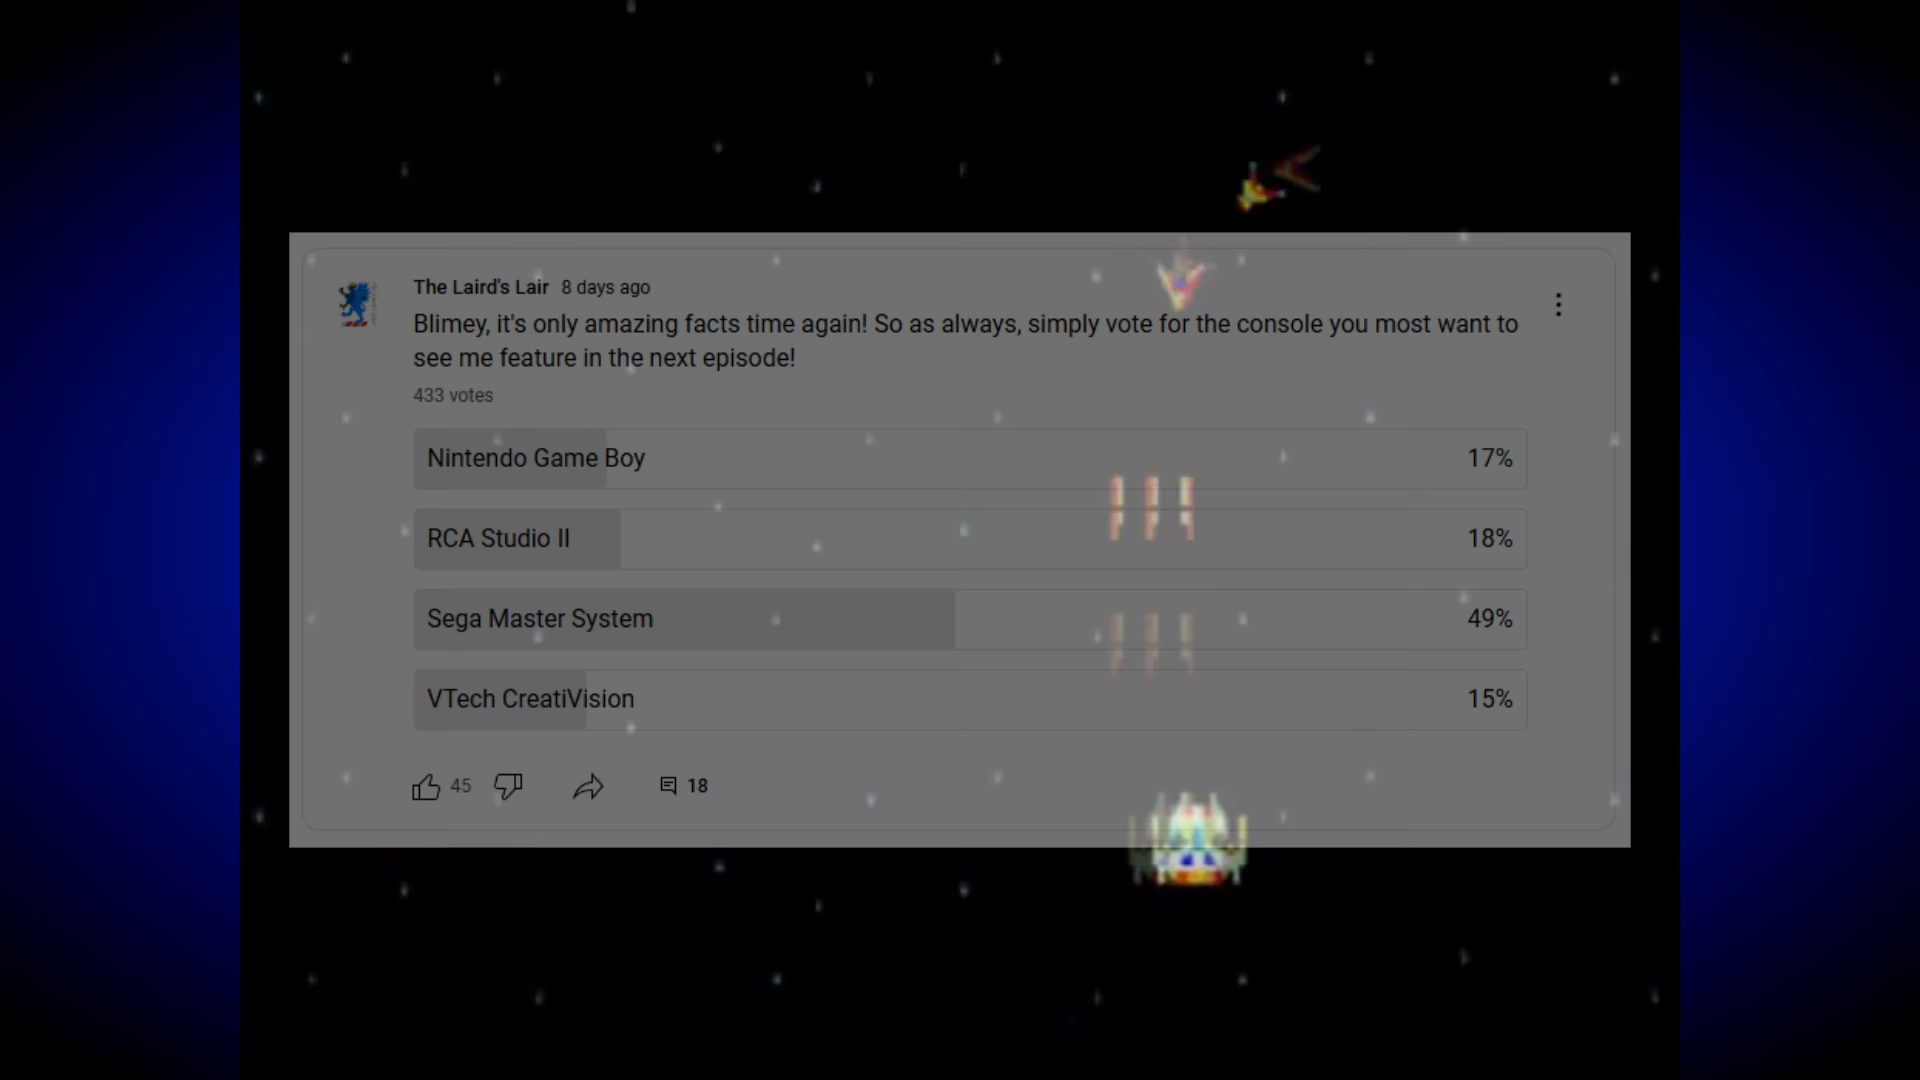 The Laird's Lair 8 days ago
Blimey, it's only amazing facts time again! So as always, simply vote for the console you most want to
see me feature in the next episode!
433 votes
Nintendo Game Boy 17%
RCA Studio II 18%
Sega Master System 49%
VTech CreatiVision 15%
45 18